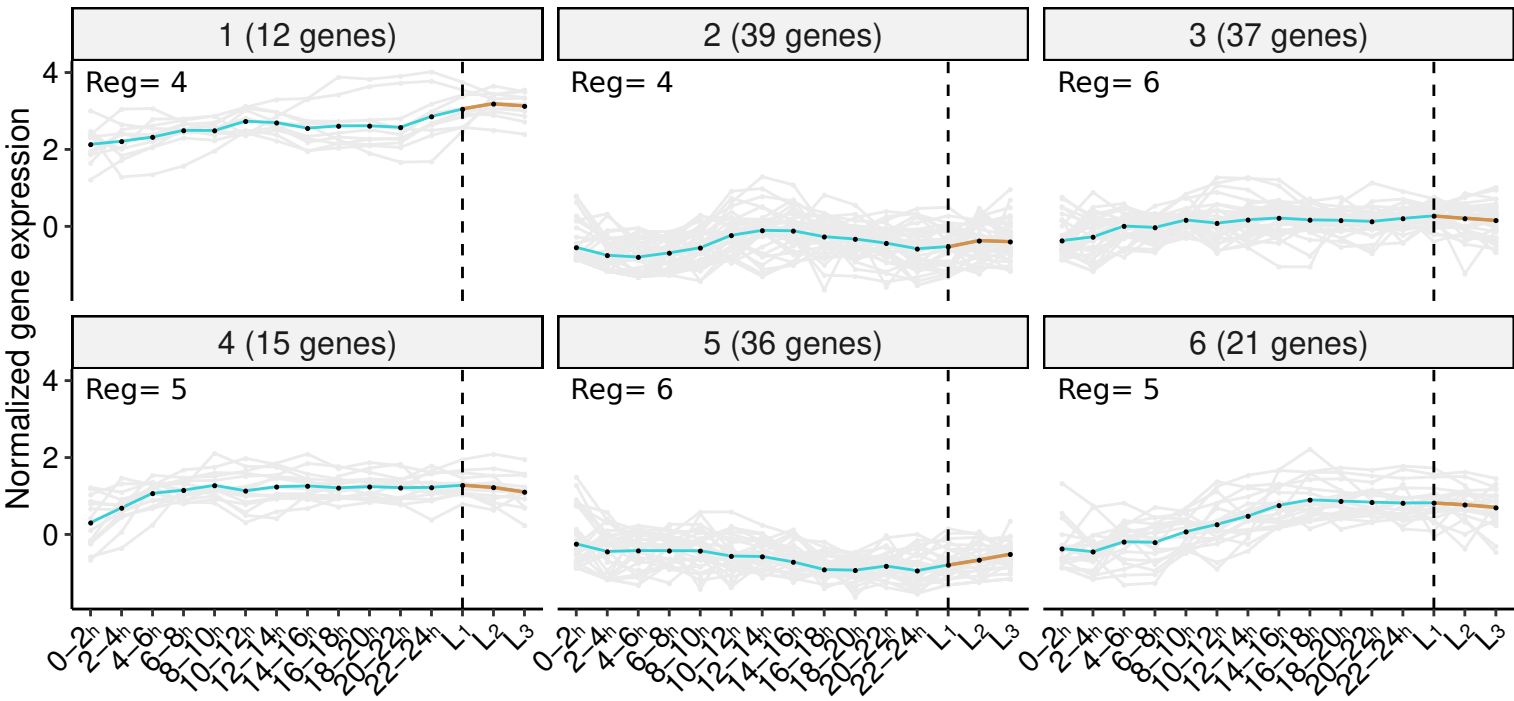 1 (12 genes)
2 (39 genes)
3 (37 genes)
Normalized gene expression
4
2
0
Reg= 4
Reg= 4
Reg= 6
4 (15 genes)
5 (36 genes)
6 (21 genes)
4
2
0
Reg= 5
Reg= 6
Reg= 5
0–2h
2–4h
4–6h
6–8h
8–10h
10–12h
12–14h
14–16h
16–18h
18–20h
20–22h
22–24h
L1
L2
L3
0–2h
2–4h
4–6h
6–8h
8–10h
10–12h
12–14h
14–16h
16–18h
18–20h
20–22h
22–24h
L1
L2
L3
0–2h
2–4h
4–6h
6–8h
8–10h
10–12h
12–14h
14–16h
16–18h
18–20h
20–22h
22–24h
L1
L2
L3